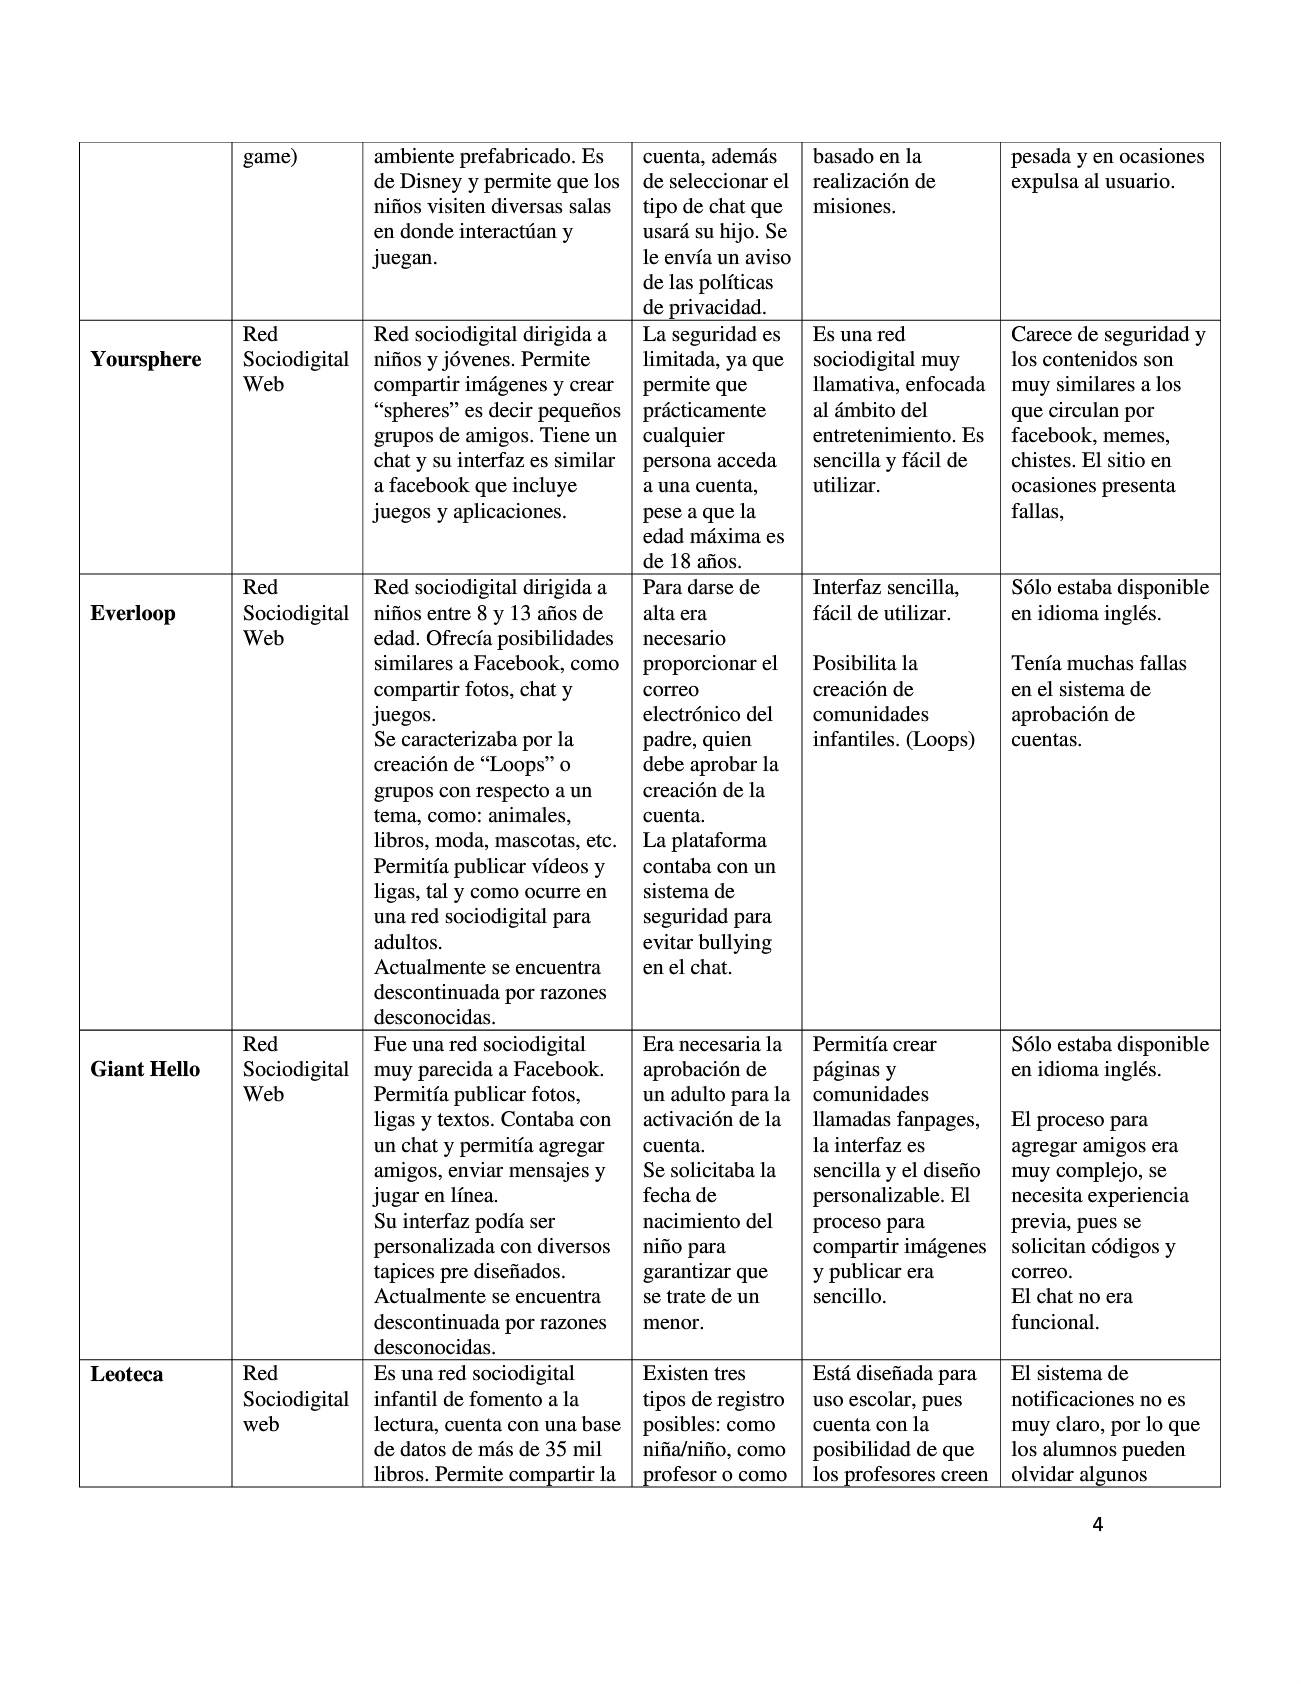 game)
ambiente prefabricado. Es
de Disney y permite que los
niños visiten diversas salas
en donde interactúan y
juegan.
cuenta, además
de seleccionar el
tipo de chat que
usará su hijo. Se
le envía un aviso
de las políticas
de privacidad.
basado en la
realización de
misiones.
pesada y en ocasiones
expulsa al usuario.
Yoursphere
Red
Sociodigital
Web
Red sociodigital dirigida a
niños y jóvenes. Permite
compartir imágenes y crear
“spheres” es decir pequeños
grupos de amigos. Tiene un
chat y su interfaz es similar
a facebook que incluye
juegos y aplicaciones.
La seguridad es
limitada, ya que
permite que
prácticamente
cualquier
persona acceda
a una cuenta,
pese a que la
edad máxima es
de 18 años.
Es una red
sociodigital muy
llamativa, enfocada
al ámbito del
entretenimiento. Es
sencilla y fácil de
utilizar.
Carece de seguridad y
los contenidos son
muy similares a los
que circulan por
facebook, memes,
chistes. El sitio en
ocasiones presenta
fallas,
Everloop
Red
Sociodigital
Web
Red sociodigital dirigida a
niños entre 8 y 13 años de
edad. Ofrecía posibilidades
similares a Facebook, como
compartir fotos, chat y
juegos.
Se caracterizaba por la
creación de “Loops” o
grupos con respecto a un
tema, como: animales,
libros, moda, mascotas, etc.
Permitía publicar vídeos y
ligas, tal y como ocurre en
una red sociodigital para
adultos.
Actualmente se encuentra
descontinuada por razones
desconocidas.
Para darse de
alta era
necesario
proporcionar el
correo
electrónico del
padre, quien
debe aprobar la
creación de la
cuenta.
La plataforma
contaba con un
sistema de
seguridad para
evitar bullying
en el chat.
Interfaz sencilla,
fácil de utilizar.
Posibilita la
creación de
comunidades
infantiles. (Loops)
Sólo estaba disponible
en idioma inglés.
Tenía muchas fallas
en el sistema de
aprobación de
cuentas.
Giant Hello
Red
Sociodigital
Web
Fue una red sociodigital
muy parecida a Facebook.
Permitía publicar fotos,
ligas y textos. Contaba con
un chat y permitía agregar
amigos, enviar mensajes y
jugar en línea.
Su interfaz podía ser
personalizada con diversos
tapices pre diseñados.
Actualmente se encuentra
descontinuada por razones
desconocidas.
Era necesaria la
aprobación de
un adulto para la
activación de la
cuenta.
Se solicitaba la
fecha de
nacimiento del
niño para
garantizar que
se trate de un
menor.
Permitía crear
páginas y
comunidades
llamadas fanpages,
la interfaz es
sencilla y el diseño
personalizable. El
proceso para
compartir imágenes
y publicar era
sencillo.
Sólo estaba disponible
en idioma inglés.
El proceso para
agregar amigos era
muy complejo, se
necesita experiencia
previa, pues se
solicitan códigos y
correo.
El chat no era
funcional.
Leoteca
Red
Sociodigital
web
Es una red sociodigital
infantil de fomento a la
lectura, cuenta con una base
de datos de más de 35 mil
libros. Permite compartir la
Existen tres
tipos de registro
posibles: como
niña/niño, como
profesor o como
Está diseñada para
uso escolar, pues
cuenta con la
posibilidad de que
los profesores creen
El sistema de
notificaciones no es
muy claro, por lo que
los alumnos pueden
olvidar algunos
4